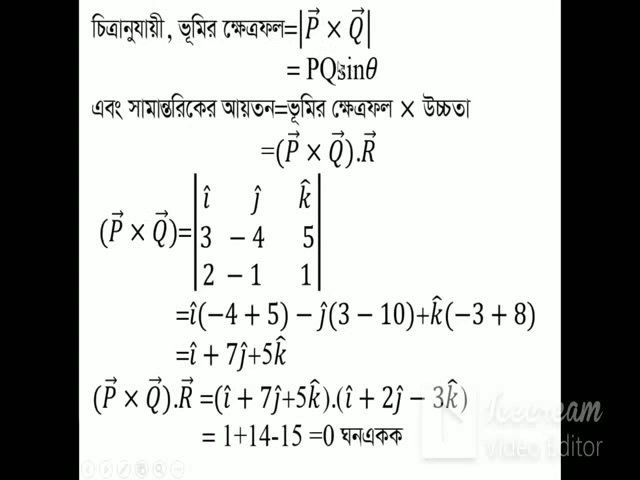 চিত্রানুযায়ী, ভূমির ক্ষেত্রফল=|P⃗ × Q⃗|
= PQsinθ
এবং সামান্তরিকের আয়তন=ভূমির ক্ষেত্রফল × উচ্চতা
=(P⃗ × Q⃗).R⃗
(P⃗ × Q⃗)=
|î ĵ k̂|
|3 −4 5|
|2 −1 1|
=î(−4 + 5) − ĵ(3 − 10)+k̂(−3 + 8)
=î + 7ĵ+5k̂
(P⃗ × Q⃗).R⃗ =(î + 7ĵ+5k̂).(î + 2ĵ − 3k̂)
= 1+14-15 =0 ঘনএকক
Icecream
Video Editor